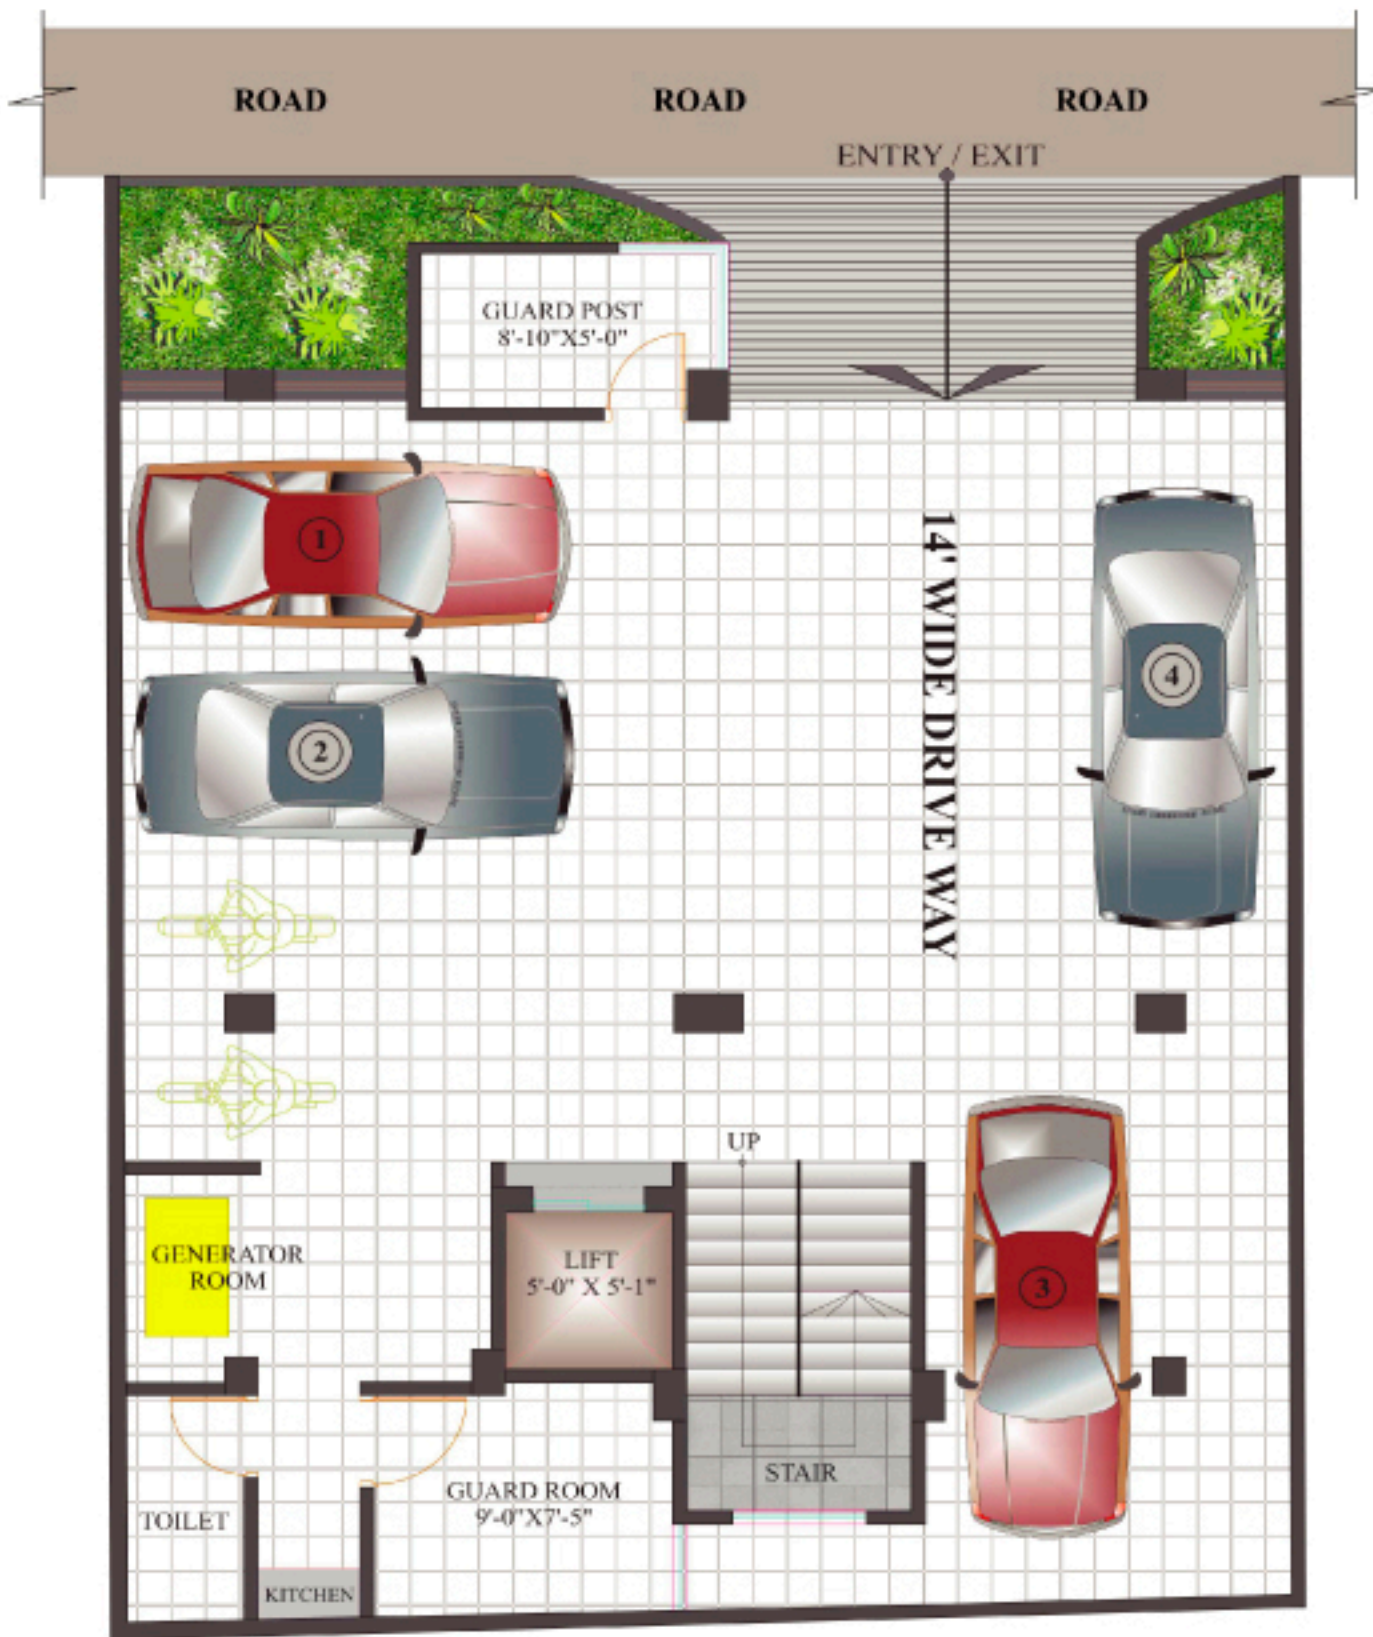 ROAD
ROAD
ROAD
ENTRY / EXIT
GUARD POST
8'-10"X5'-0"
1
14' WIDE DRIVE WAY
4
2
UP
GENERATOR
ROOM
LIFT
5'-0" X 5'-1"
3
STAIR
GUARD ROOM
9'-0"X7'-5"
TOILET
KITCHEN